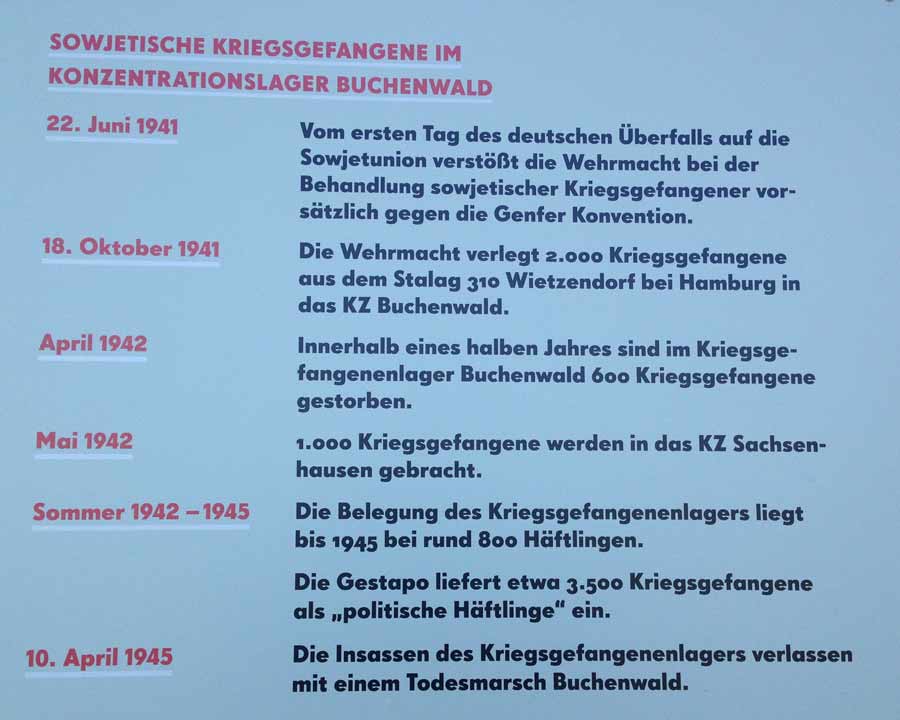 SOWJETISCHE KRIEGSGEFANGENE IM
KONZENTRATIONSLAGER BUCHENWALD
22. Juni 1941
Vom ersten Tag des deutschen Überfalls auf die
Sowjetunion verstößt die Wehrmacht bei der
Behandlung sowjetischer Kriegsgefangener vor-
sätzlich gegen die Genfer Konvention.
18. Oktober 1941
Die Wehrmacht verlegt 2.000 Kriegsgefangene
aus dem Stalag 310 Wietzendorf bei Hamburg in
das KZ Buchenwald.
April 1942
Innerhalb eines halben Jahres sind im Kriegsge-
fangenenlager Buchenwald 600 Kriegsgefangene
gestorben.
Mai 1942
1.000 Kriegsgefangene werden in das KZ Sachsen-
hausen gebracht.
Sommer 1942 – 1945
Die Belegung des Kriegsgefangenenlagers liegt
bis 1945 bei rund 800 Häftlingen.
Die Gestapo liefert etwa 3.500 Kriegsgefangene
als „politische Häftlinge“ ein.
10. April 1945
Die Insassen des Kriegsgefangenenlagers verlassen
mit einem Todesmarsch Buchenwald.